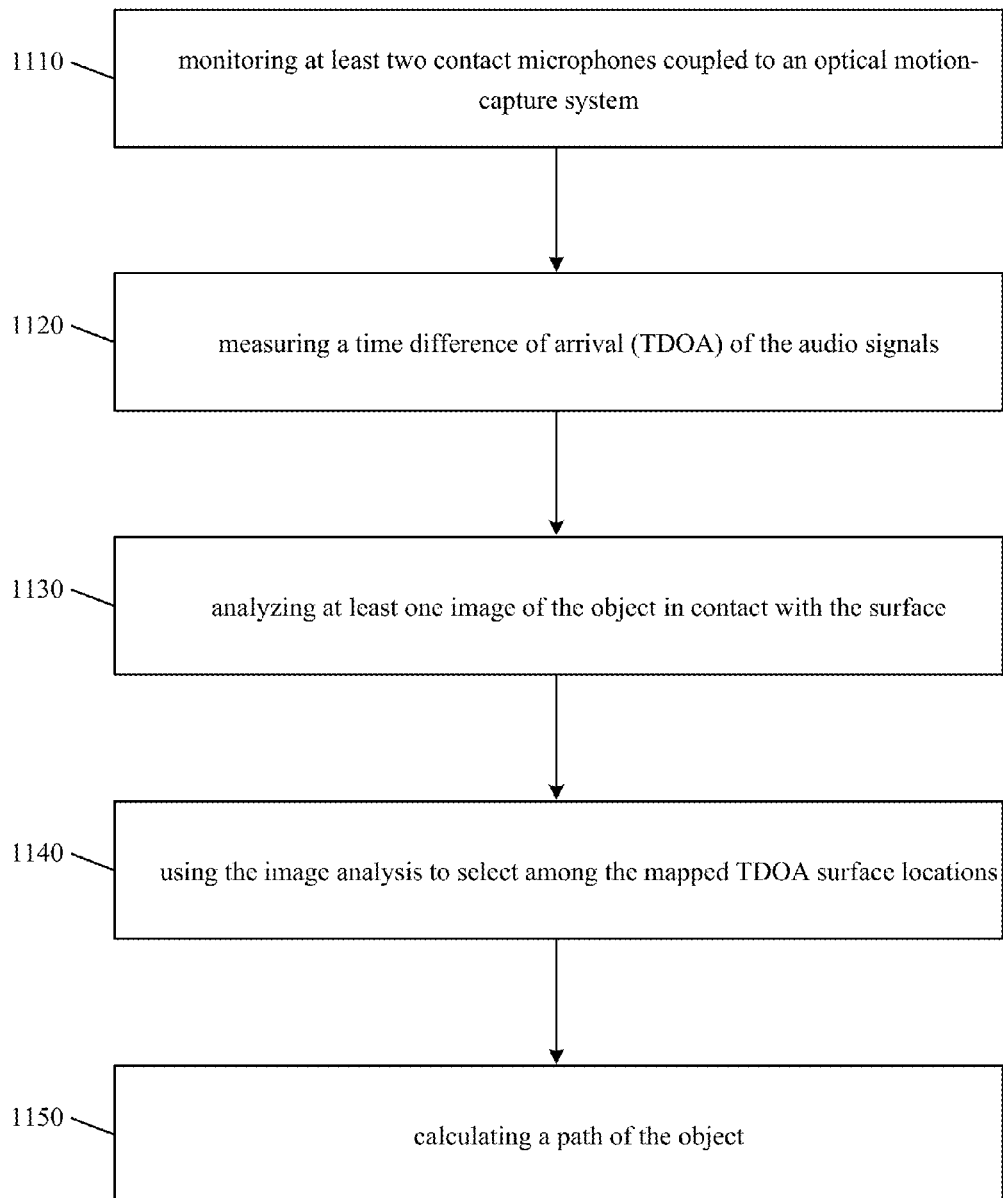 1110
monitoring at least two contact microphones coupled to an optical motion-
capture system
1120
measuring a time difference of arrival (TDOA) of the audio signals
1130
analyzing at least one image of the object in contact with the surface
1140
using the image analysis to select among the mapped TDOA surface locations
1150
calculating a path of the object